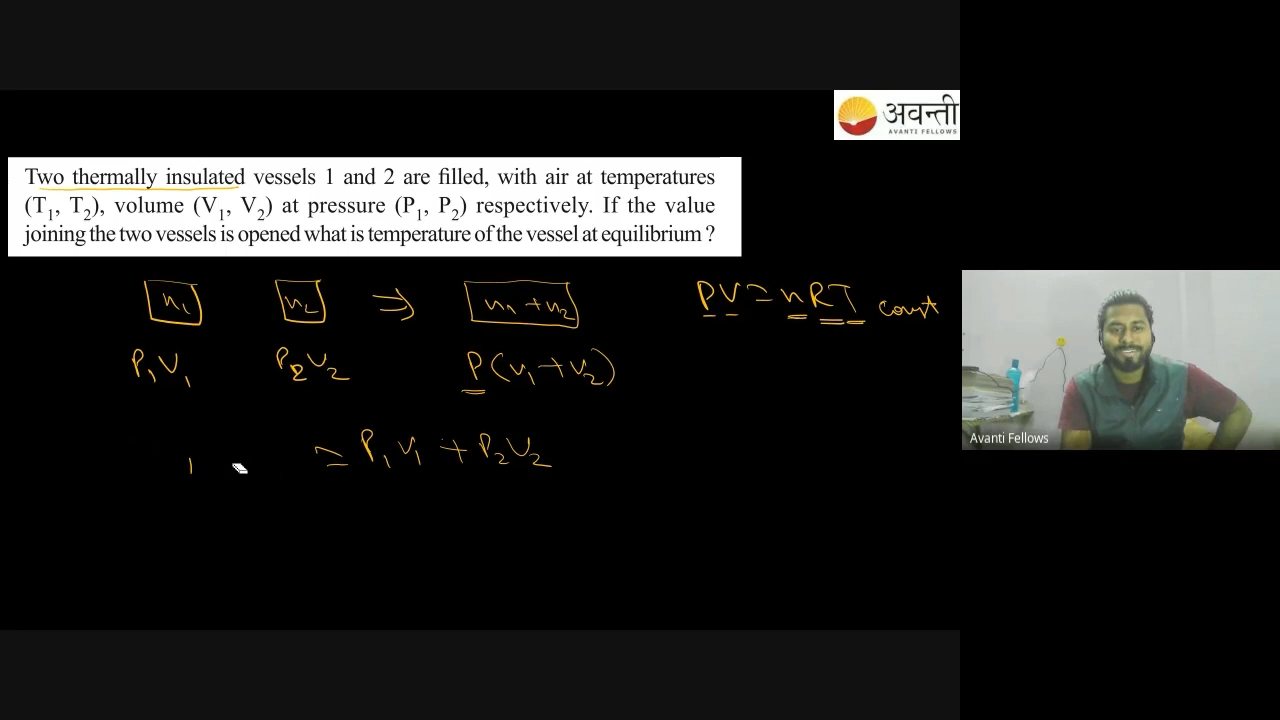 अवन्ती
AVANTI FELLOWS
Two thermally insulated vessels 1 and 2 are filled, with air at temperatures
(T₁, T₂), volume (V₁, V₂) at pressure (P₁, P₂) respectively. If the value
joining the two vessels is opened what is temperature of the vessel at equilibrium ?
n₁ n₂ ⇒ n₁ + n₂ PV = nRT const
P₁V₁ P₂V₂ P(V₁+V₂)
= P₁V₁ + P₂V₂
Avanti Fellows